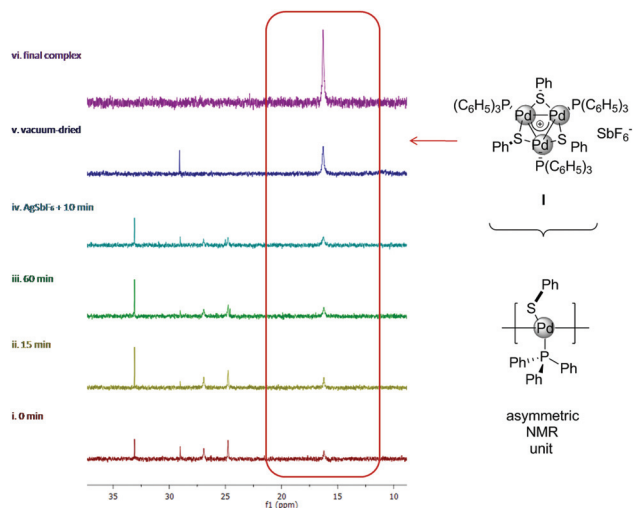 vi. final complex
v. vacuum-dried
iv. AgSbF₆ + 10 min
iii. 60 min
ii. 15 min
i. 0 min
35 30 25 20 15 10
f1 (ppm)
Ph
(C₆H₅)₃P S P(C₆H₅)₃
Pd Pd
⊕ SbF₆⁻
Ph S Pd S Ph
P(C₆H₅)₃
I
Ph
S
Pd
Ph P Ph
Ph
asymmetric
NMR
unit